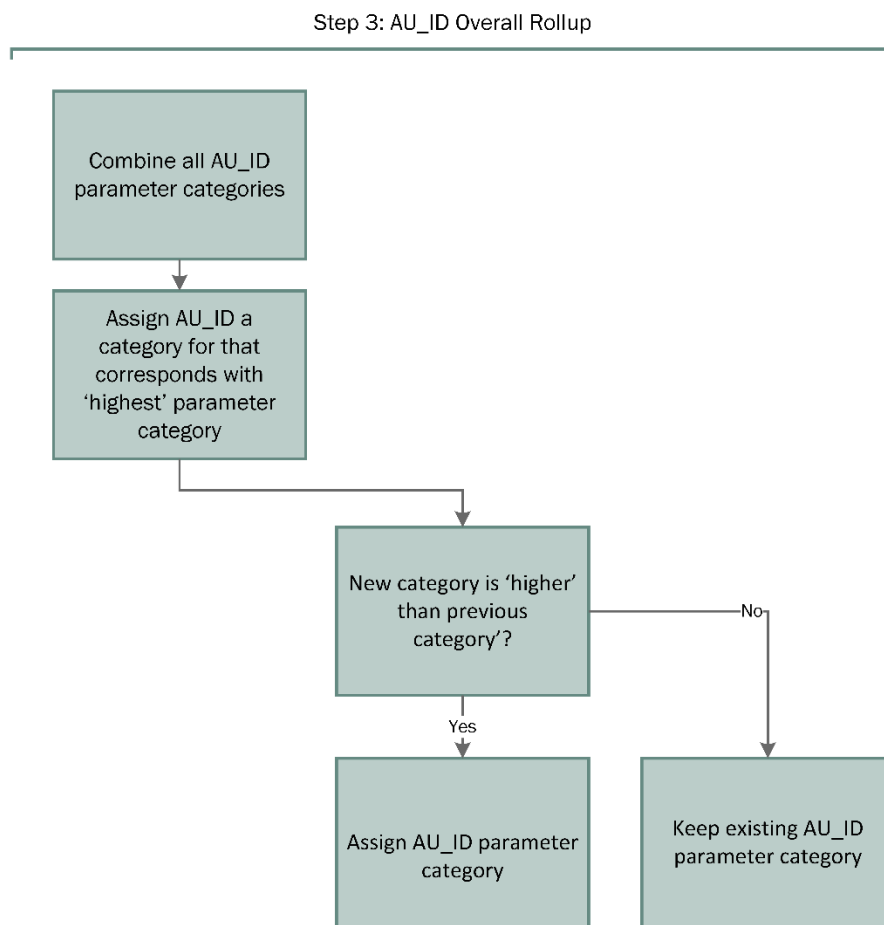 Step 3: AU_ID Overall Rollup
Combine all AU_ID
parameter categories
Assign AU_ID a
category for that
corresponds with
‘highest’ parameter
category
New category is ‘higher’
than previous
category’?
No
Yes
Assign AU_ID parameter
category
Keep existing AU_ID
parameter category